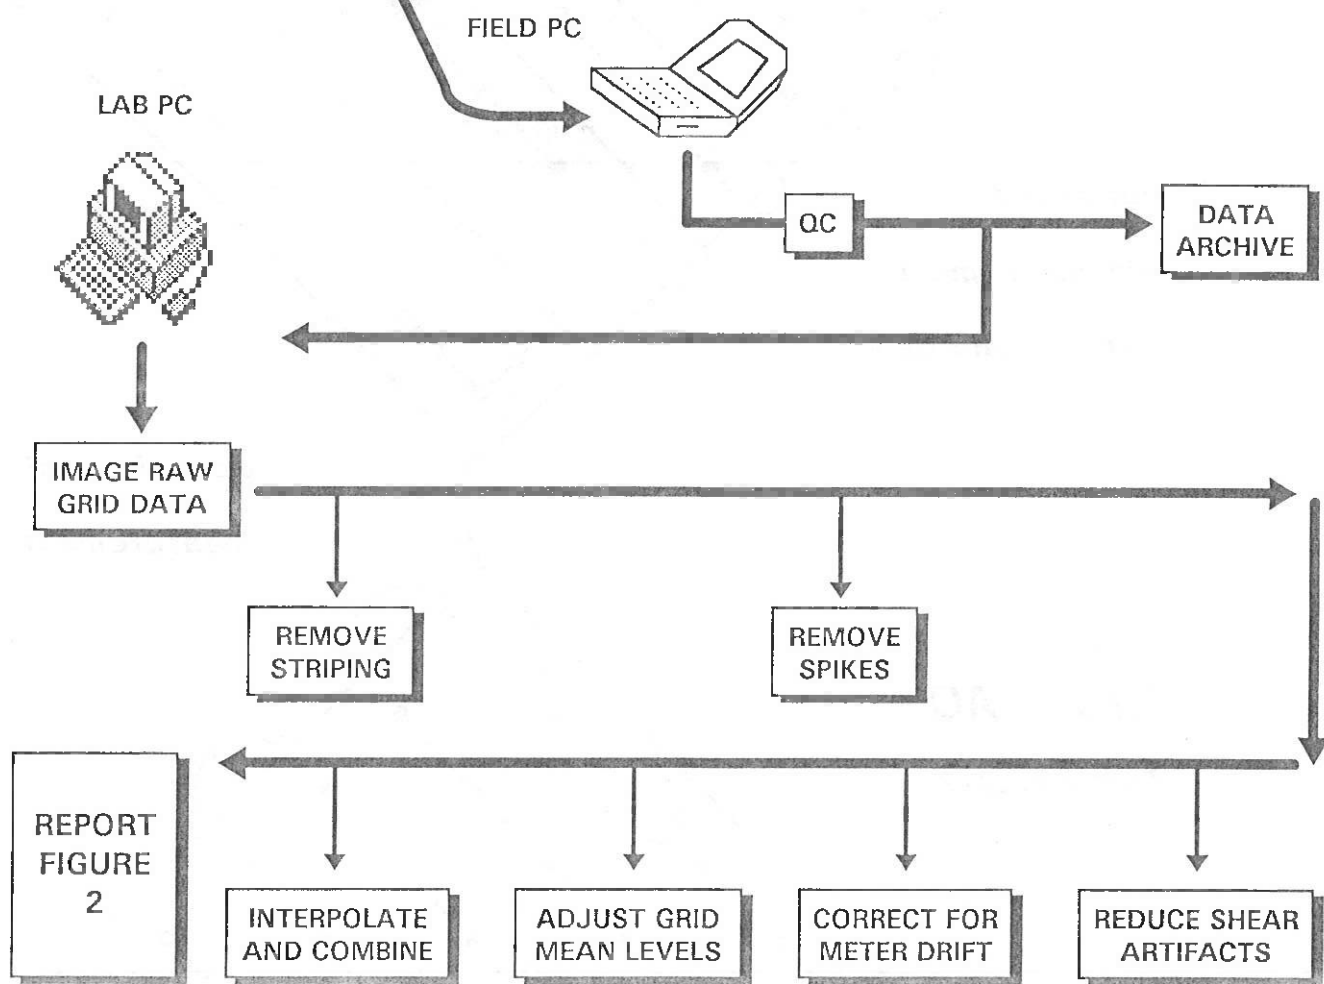 FIELD PC
LAB PC
QC
DATA
ARCHIVE
IMAGE RAW
GRID DATA
REMOVE
STRIPING
REMOVE
SPIKES
REPORT
FIGURE
2
INTERPOLATE
AND COMBINE
ADJUST GRID
MEAN LEVELS
CORRECT FOR
METER DRIFT
REDUCE SHEAR
ARTIFACTS